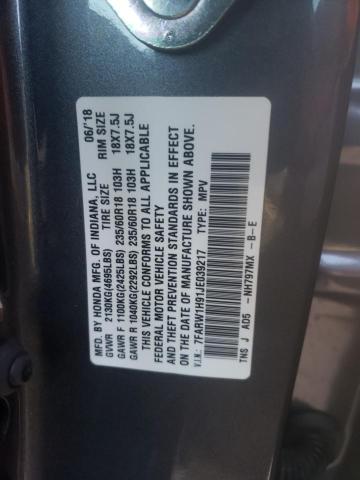 MFD. BY HONDA MFG. OF INDIANA, LLC 06/'18
GVWR 2130KG(4695LBS) TIRE SIZE RIM SIZE
GAWR F 1100KG(2425LBS) 235/60R18 103H 18X7.5J
GAWR R 1040KG(2292LBS) 235/60R18 103H 18X7.5J
THIS VEHICLE CONFORMS TO ALL APPLICABLE
FEDERAL MOTOR VEHICLE SAFETY
AND THEFT PREVENTION STANDARDS IN EFFECT
ON THE DATE OF MANUFACTURE SHOWN ABOVE.
V.I.N.: 7FARW1H91JE039217 TYPE: MPV
TNS J AD5 -NH797MX -B-E